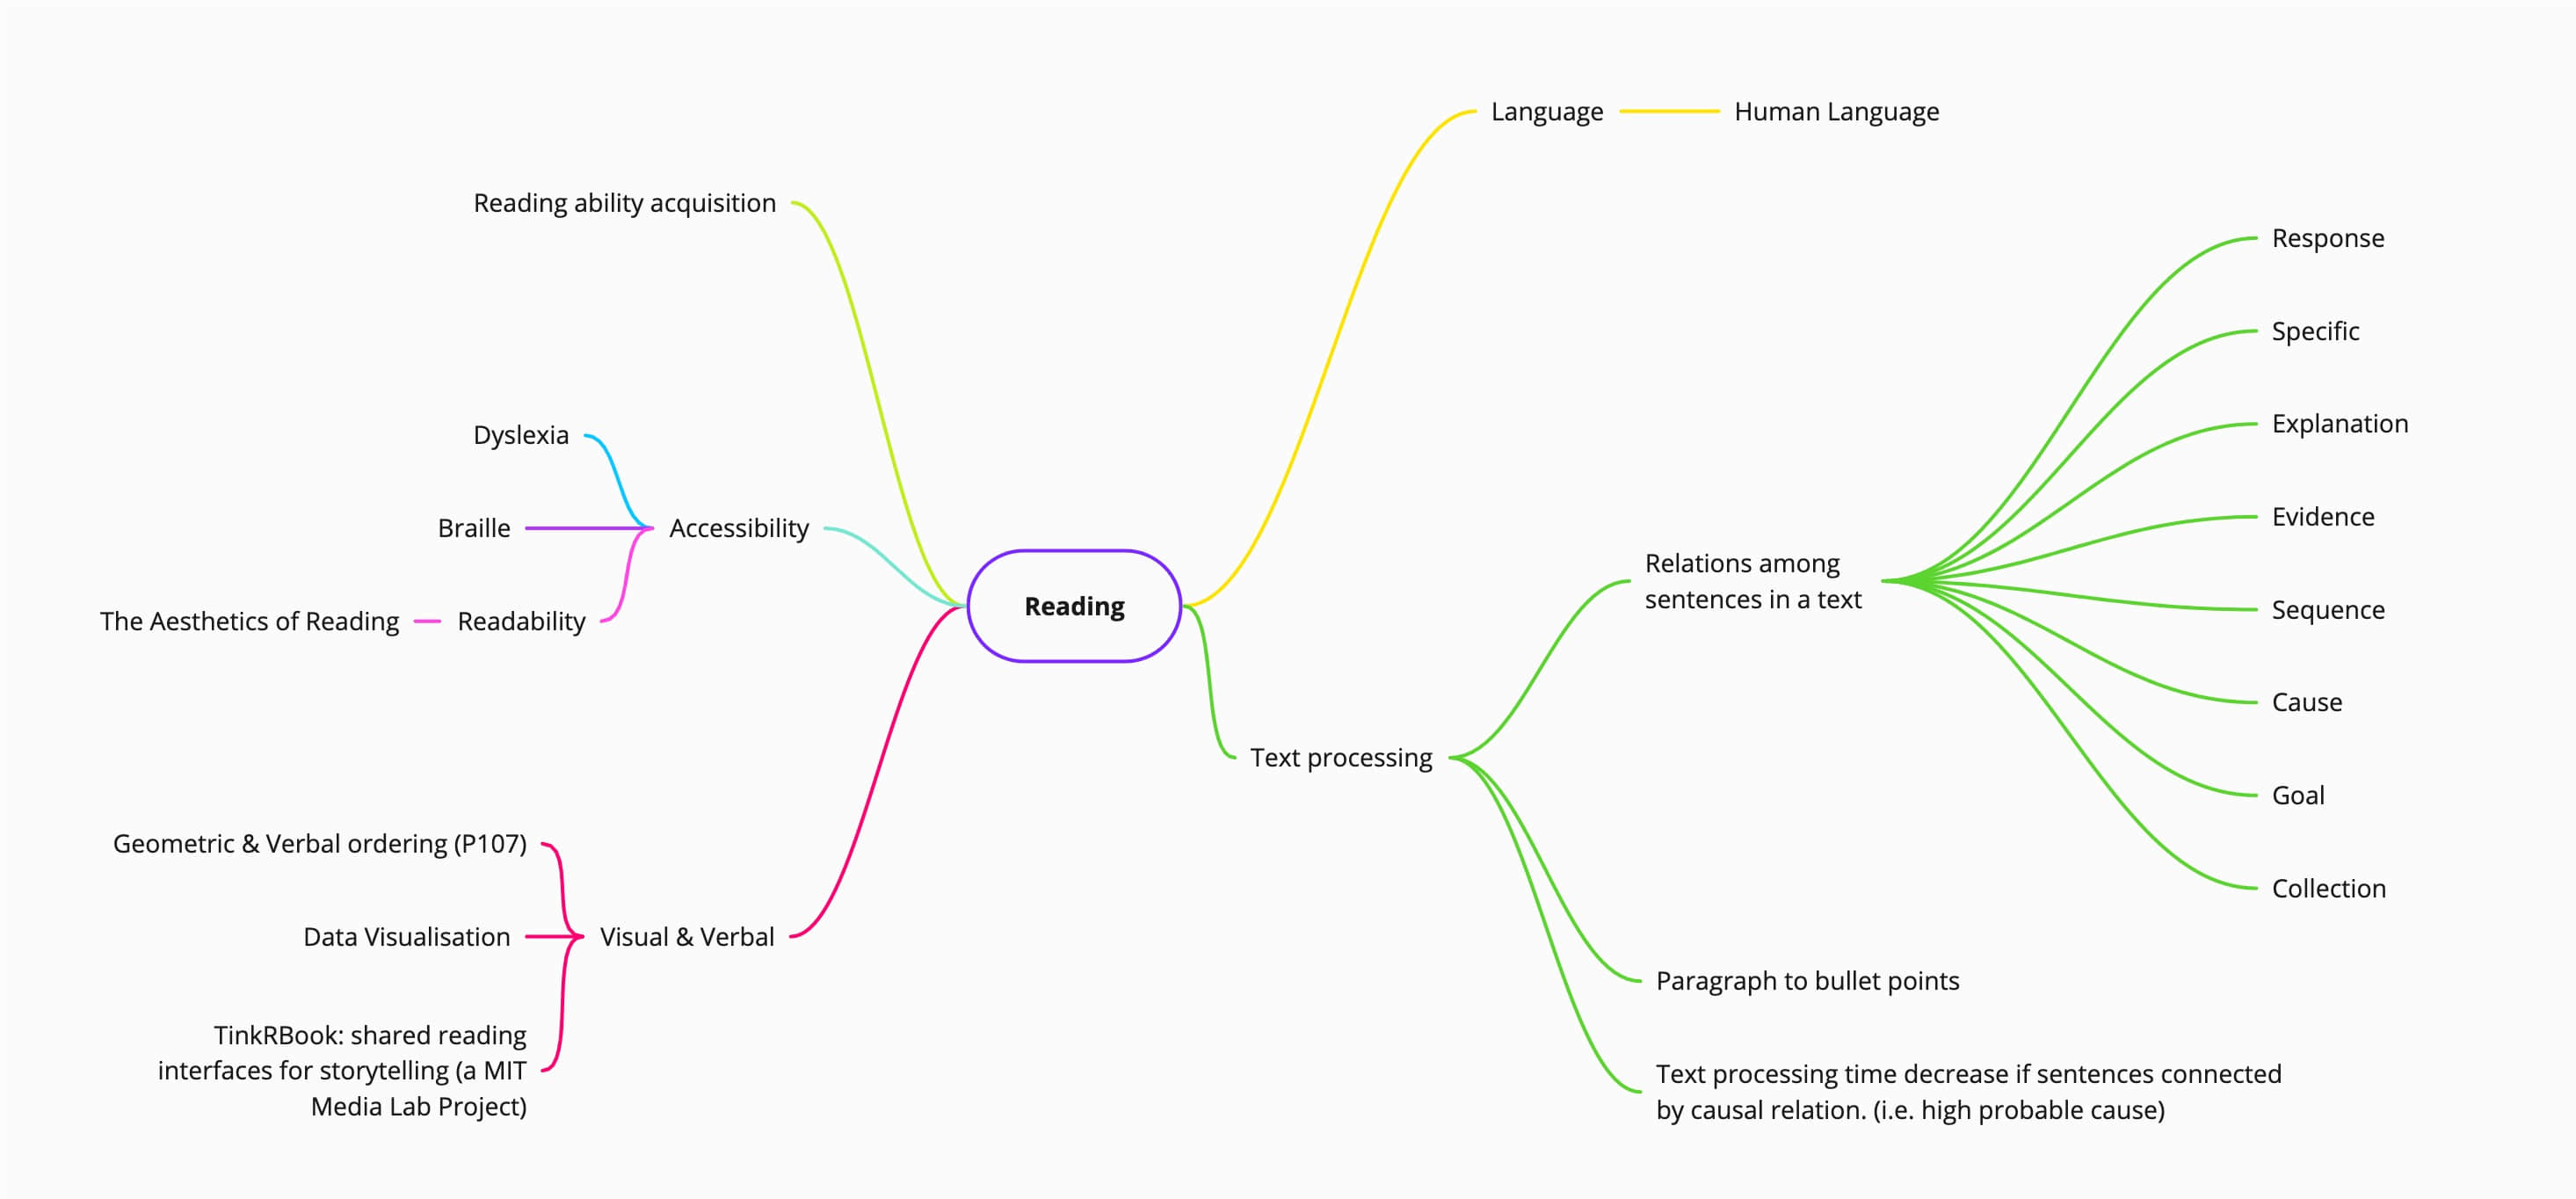 Reading
Language
Human Language
Text processing
Relations among
sentences in a text
Response
Specific
Explanation
Evidence
Sequence
Cause
Goal
Collection
Paragraph to bullet points
Text processing time decrease if sentences connected
by causal relation. (i.e. high probable cause)
Reading ability acquisition
Accessibility
Dyslexia
Braille
Readability
The Aesthetics of Reading
Visual & Verbal
Geometric & Verbal ordering (P107)
Data Visualisation
TinkRBook: shared reading
interfaces for storytelling (a MIT
Media Lab Project)